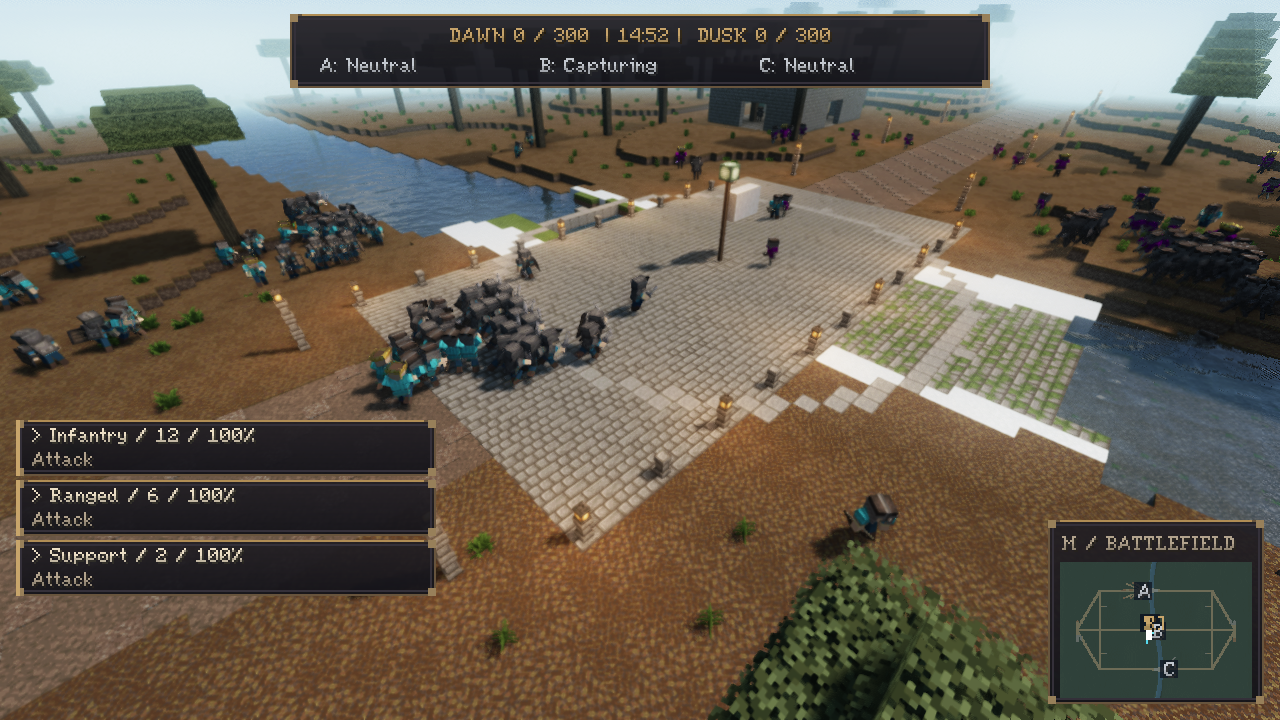 DAWN 0 / 300 | 14:52 | DUSK 0 / 300
A: Neutral B: Capturing C: Neutral
> Infantry / 12 / 100%
Attack
> Ranged / 6 / 100%
Attack
> Support / 2 / 100%
Attack
M / BATTLEFIELD
A
B
C